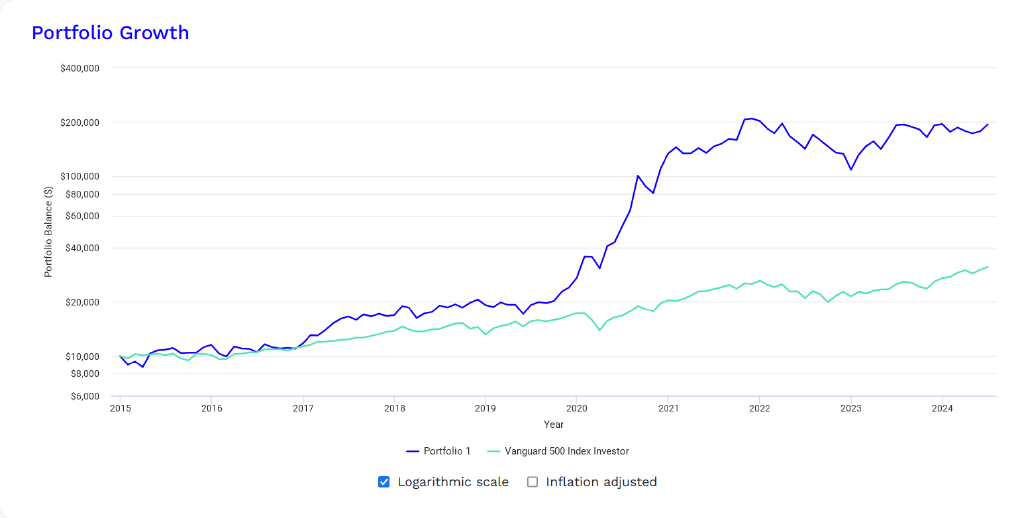 Portfolio Growth
$400,000
$200,000
$100,000
$80,000
$60,000
$40,000
$20,000
$10,000
$8,000
$6,000
Portfolio Balance ($)
2015 2016 2017 2018 2019 2020 2021 2022 2023 2024
Year
Portfolio 1 Vanguard 500 Index Investor
Logarithmic scale Inflation adjusted